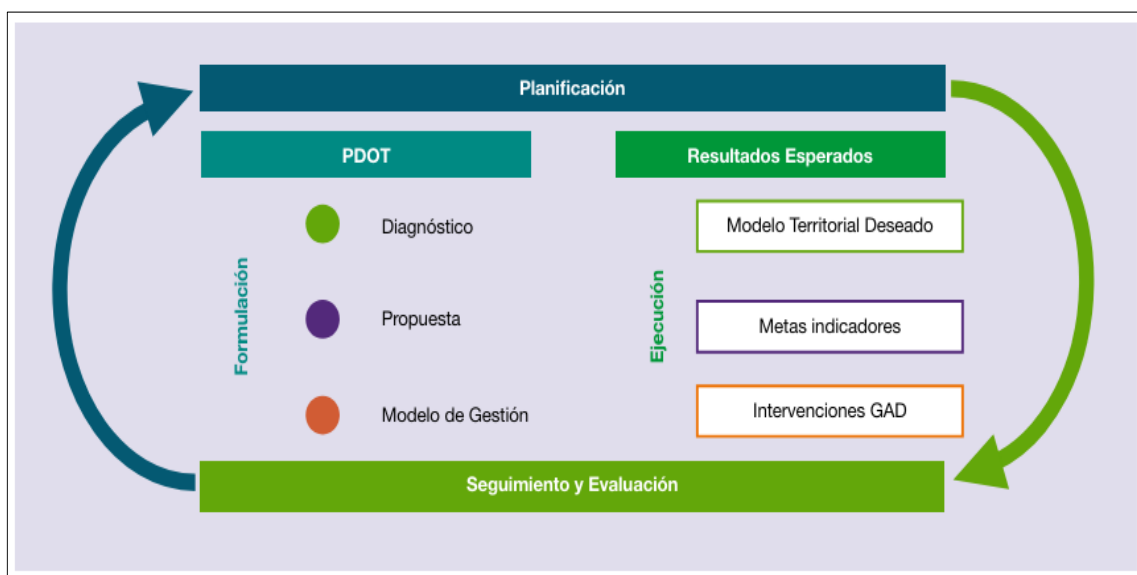 Planificación
PDOT
Resultados Esperados
Formulación
Diagnóstico
Propuesta
Modelo de Gestión
Ejecución
Modelo Territorial Deseado
Metas indicadores
Intervenciones GAD
Seguimiento y Evaluación